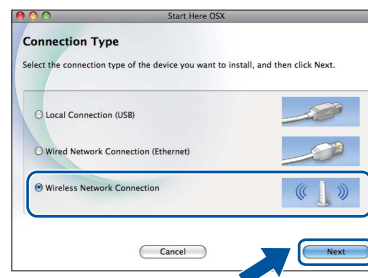 Start Here OSX
Connection Type
Select the connection type of the device you want to install, and then click Next.
Local Connection (USB)
Wired Network Connection (Ethernet)
Wireless Network Connection
Cancel
Next